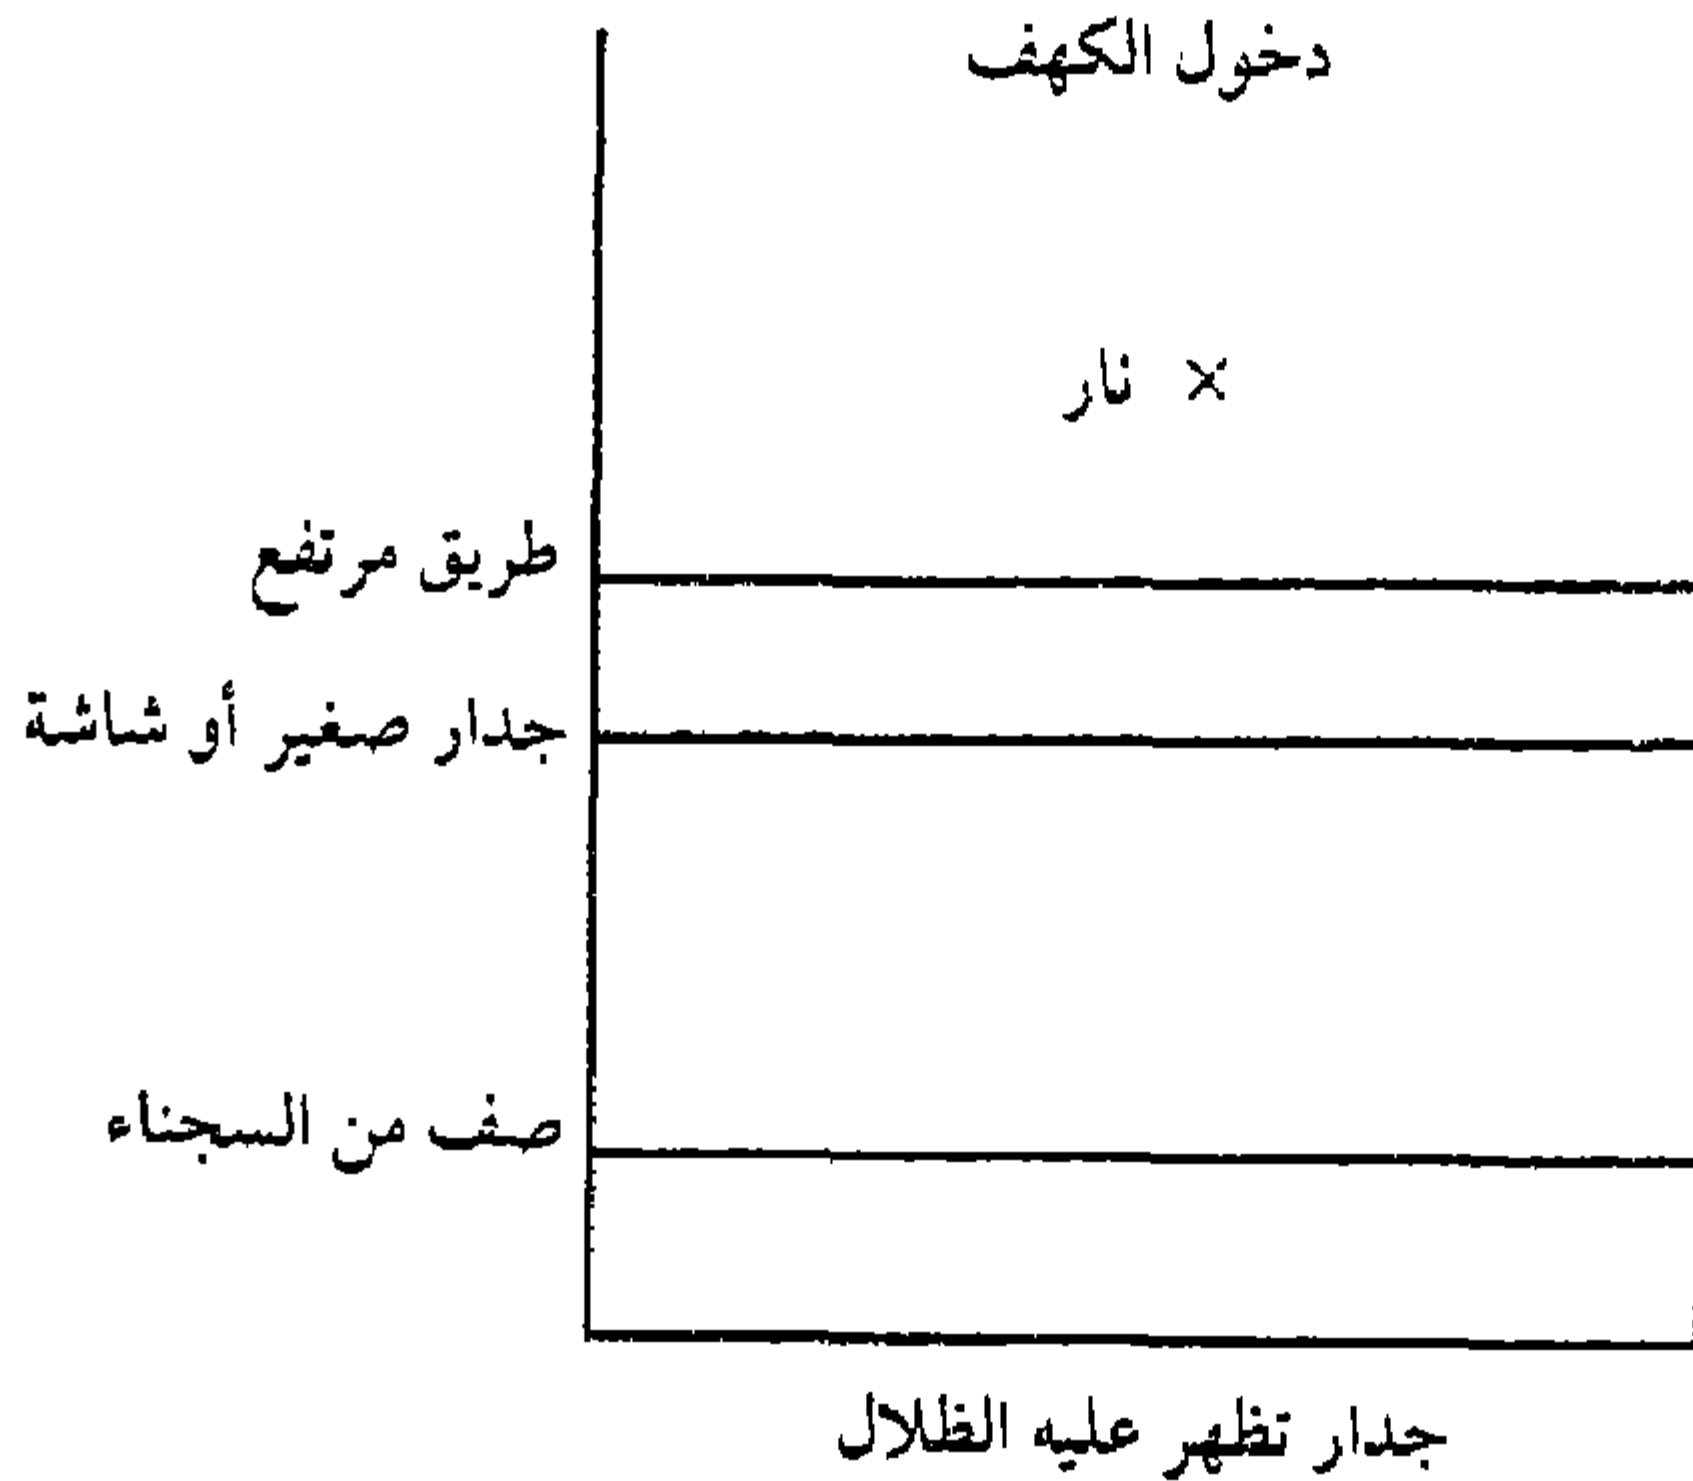 دخول الكهف
× نار
طريق مرتفع
جدار صغير أو شاشة
صف من السجناء
جدار تظهر عليه الظلال